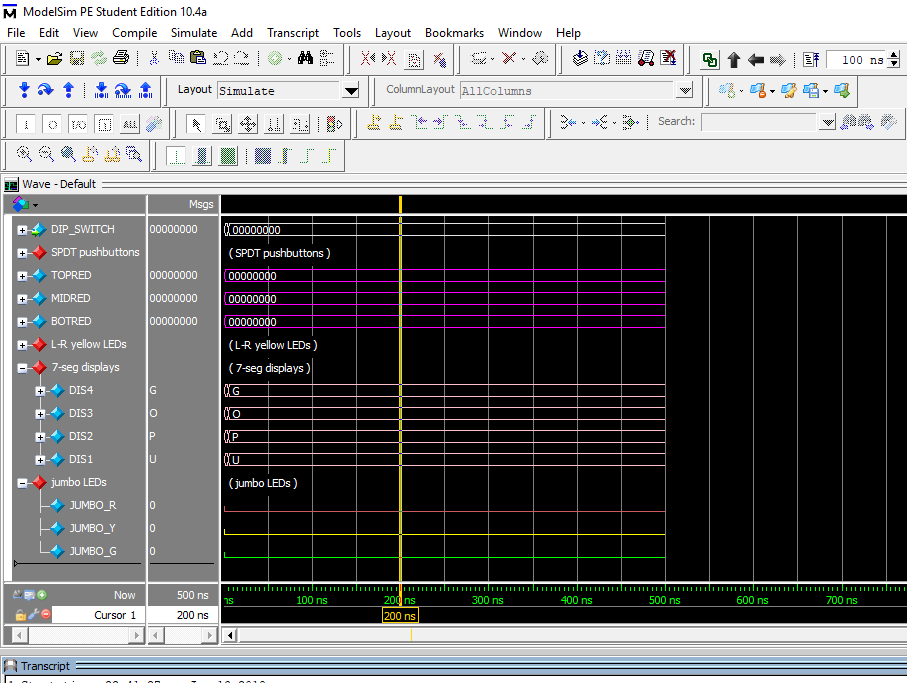 ModelSim PE Student Edition 10.4a
File Edit View Compile Simulate Add Transcript Tools Layout Bookmarks Window Help
100 ns
Layout Simulate ColumnLayout AllColumns
Search:
Wave - Default
Msgs
DIP_SWITCH 00000000 00000000
SPDT pushbuttons ( SPDT pushbuttons )
TOPRED 00000000 00000000
MIDRED 00000000 00000000
BOTRED 00000000 00000000
L-R yellow LEDs ( L-R yellow LEDs )
7-seg displays ( 7-seg displays )
DIS4 G G
DIS3 O O
DIS2 P P
DIS1 U U
jumbo LEDs ( jumbo LEDs )
JUMBO_R 0
JUMBO_Y 0
JUMBO_G 0
Now 500 ns ns 100 ns 200 ns 300 ns 400 ns 500 ns 600 ns 700 ns
Cursor 1 200 ns 200 ns
Transcript